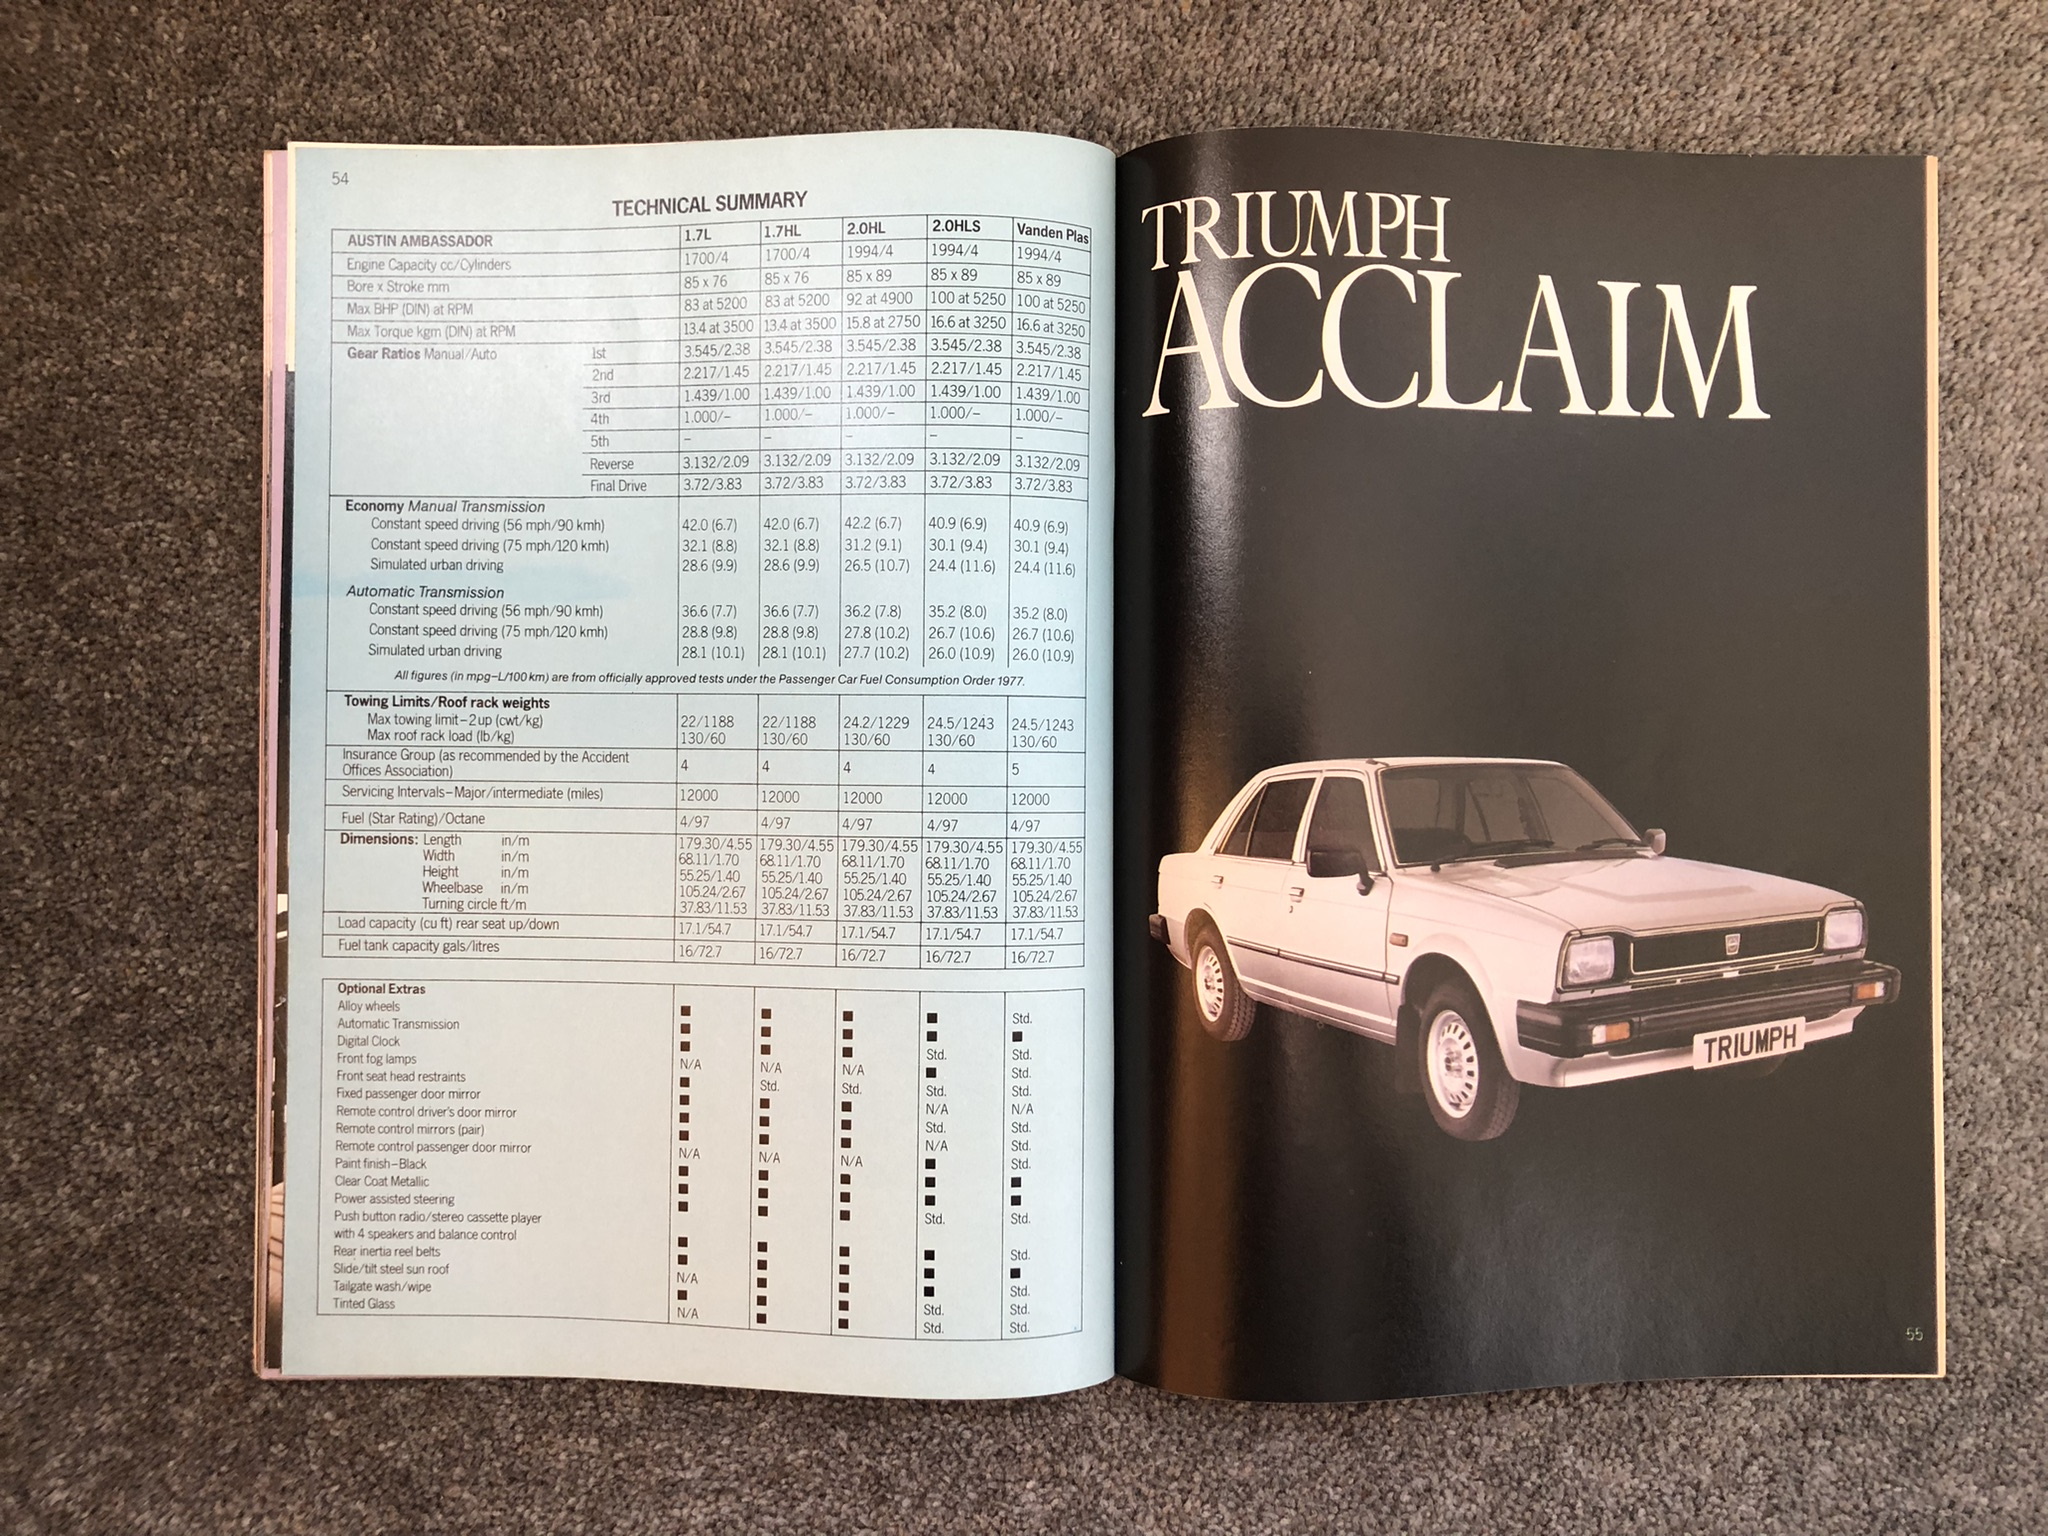 54
TECHNICAL SUMMARY
AUSTIN AMBASSADOR 1.7L 1.7HL 2.0HL 2.0HLS Vanden Plas
Engine Capacity cc/Cylinders 1700/4 1700/4 1994/4 1994/4 1994/4
Bore x Stroke mm 85 x 76 85 x 76 85 x 89 85 x 89 85 x 89
Max BHP (DIN) at RPM 83 at 5200 83 at 5200 92 at 4900 100 at 5250 100 at 5250
Max Torque kgm (DIN) at RPM 13.4 at 3500 13.4 at 3500 15.8 at 2750 16.6 at 3250 16.6 at 3250
Gear Ratios Manual/Auto 1st 3.545/2.38 3.545/2.38 3.545/2.38 3.545/2.38 3.545/2.38
2nd 2.217/1.45 2.217/1.45 2.217/1.45 2.217/1.45 2.217/1.45
3rd 1.439/1.00 1.439/1.00 1.439/1.00 1.439/1.00 1.439/1.00
4th 1.000/– 1.000/– 1.000/– 1.000/– 1.000/–
5th – – – – –
Reverse 3.132/2.09 3.132/2.09 3.132/2.09 3.132/2.09 3.132/2.09
Final Drive 3.72/3.83 3.72/3.83 3.72/3.83 3.72/3.83 3.72/3.83
Economy Manual Transmission
Constant speed driving (56 mph/90 kmh) 42.0 (6.7) 42.0 (6.7) 42.2 (6.7) 40.9 (6.9) 40.9 (6.9)
Constant speed driving (75 mph/120 kmh) 32.1 (8.8) 32.1 (8.8) 31.2 (9.1) 30.1 (9.4) 30.1 (9.4)
Simulated urban driving 28.6 (9.9) 28.6 (9.9) 26.5 (10.7) 24.4 (11.6) 24.4 (11.6)
Automatic Transmission
Constant speed driving (56 mph/90 kmh) 36.6 (7.7) 36.6 (7.7) 36.2 (7.8) 35.2 (8.0) 35.2 (8.0)
Constant speed driving (75 mph/120 kmh) 28.8 (9.8) 28.8 (9.8) 27.8 (10.2) 26.7 (10.6) 26.7 (10.6)
Simulated urban driving 28.1 (10.1) 28.1 (10.1) 27.7 (10.2) 26.0 (10.9) 26.0 (10.9)
All figures (in mpg–L/100 km) are from officially approved tests under the Passenger Car Fuel Consumption Order 1977.
Towing Limits/Roof rack weights
Max towing limit–2 up (cwt/kg) 22/1188 22/1188 24.2/1229 24.5/1243 24.5/1243
Max roof rack load (lb/kg) 130/60 130/60 130/60 130/60 130/60
Insurance Group (as recommended by the Accident
Offices Association) 4 4 4 4 5
Servicing Intervals–Major/intermediate (miles) 12000 12000 12000 12000 12000
Fuel (Star Rating)/Octane 4/97 4/97 4/97 4/97 4/97
Dimensions: Length in/m 179.30/4.55 179.30/4.55 179.30/4.55 179.30/4.55 179.30/4.55
Width in/m 68.11/1.70 68.11/1.70 68.11/1.70 68.11/1.70 68.11/1.70
Height in/m 55.25/1.40 55.25/1.40 55.25/1.40 55.25/1.40 55.25/1.40
Wheelbase in/m 105.24/2.67 105.24/2.67 105.24/2.67 105.24/2.67 105.24/2.67
Turning circle ft/m 37.83/11.53 37.83/11.53 37.83/11.53 37.83/11.53 37.83/11.53
Load capacity (cu ft) rear seat up/down 17.1/54.7 17.1/54.7 17.1/54.7 17.1/54.7 17.1/54.7
Fuel tank capacity gals/litres 16/72.7 16/72.7 16/72.7 16/72.7 16/72.7
Optional Extras
Alloy wheels ■ ■ ■ ■ Std.
Automatic Transmission ■ ■ ■ ■ ■
Digital Clock ■ ■ ■ Std. Std.
Front fog lamps N/A N/A N/A ■ Std.
Front seat head restraints ■ Std. Std. Std. Std.
Fixed passenger door mirror ■ ■ ■ N/A N/A
Remote control driver's door mirror ■ ■ ■ Std. Std.
Remote control mirrors (pair) ■ ■ ■ N/A Std.
Remote control passenger door mirror N/A N/A N/A ■ Std.
Paint finish–Black ■ ■ ■ ■ ■
Clear Coat Metallic ■ ■ ■ ■ ■
Power assisted steering ■ ■ ■ Std. Std.
Push button radio/stereo cassette player
with 4 speakers and balance control ■ ■ ■ ■ Std.
Rear inertia reel belts ■ ■ ■ ■ ■
Slide/tilt steel sun roof N/A ■ ■ ■ Std.
Tailgate wash/wipe ■ ■ ■ Std. Std.
Tinted Glass N/A ■ ■ Std. Std.
TRIUMPH
ACCLAIM
TRIUMPH
55